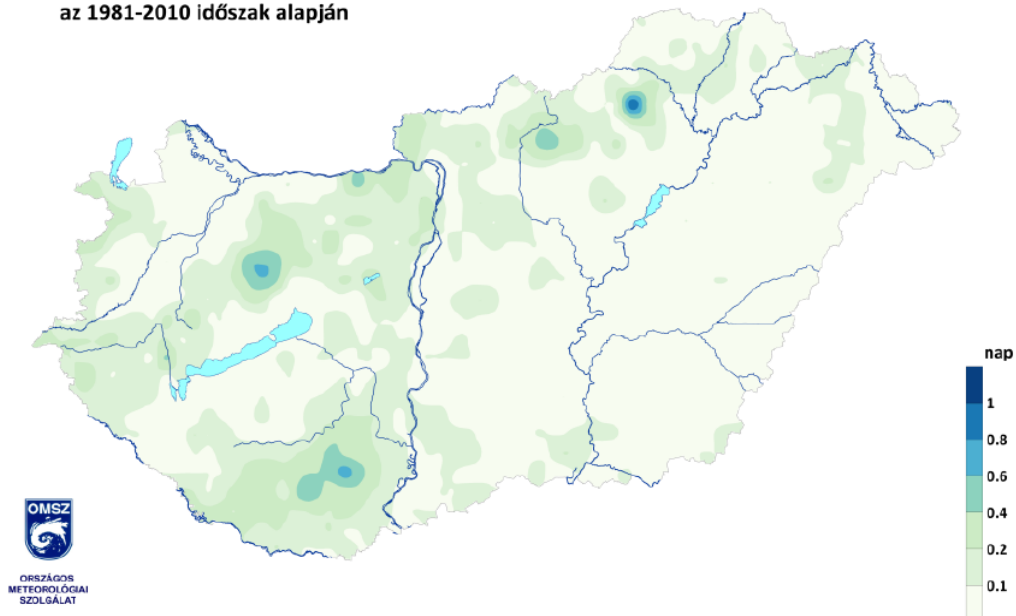 az 1981-2010 időszak alapján
nap
1
0.8
0.6
0.4
0.2
0.1
OMSZ
ORSZÁGOS
METEOROLÓGIAI
SZOLGÁLAT